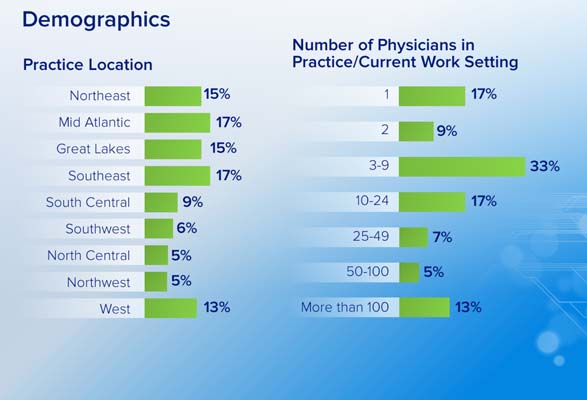 Demographics
Practice Location
Northeast 15%
Mid Atlantic 17%
Great Lakes 15%
Southeast 17%
South Central 9%
Southwest 6%
North Central 5%
Northwest 5%
West 13%
Number of Physicians in
Practice/Current Work Setting
1 17%
2 9%
3-9 33%
10-24 17%
25-49 7%
50-100 5%
More than 100 13%